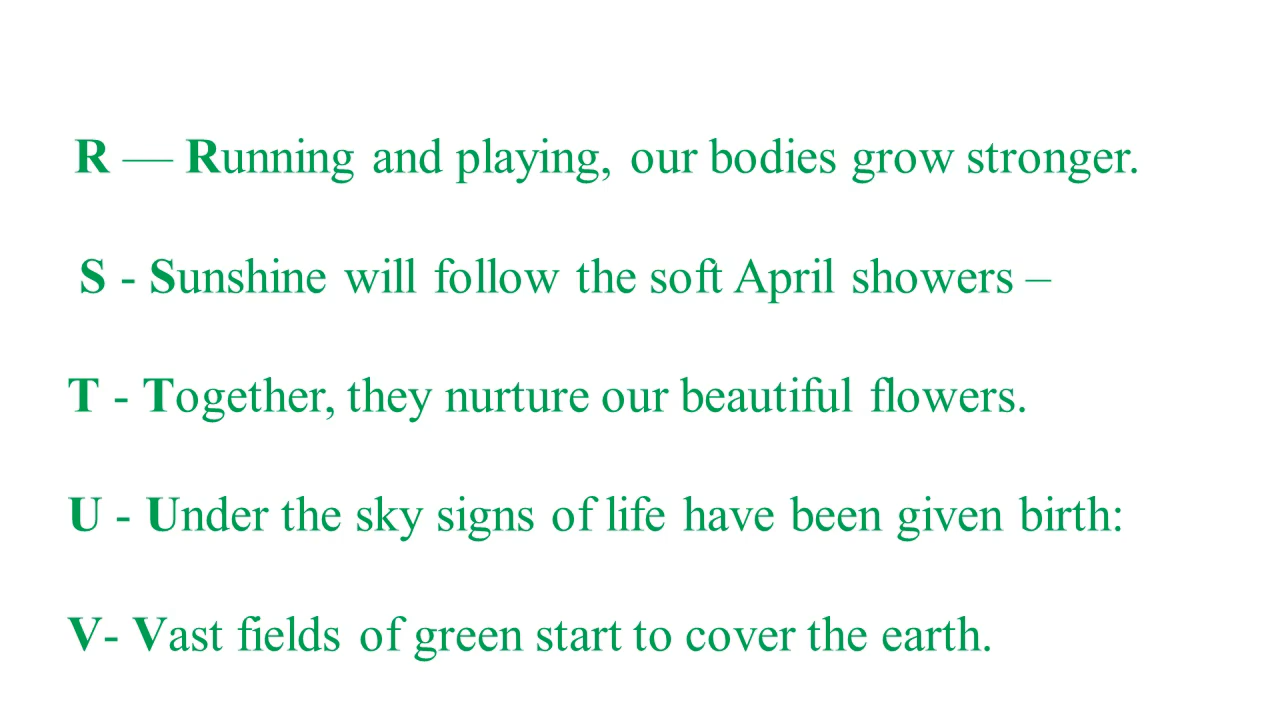 R — Running and playing, our bodies grow stronger.
S - Sunshine will follow the soft April showers –
T - Together, they nurture our beautiful flowers.
U - Under the sky signs of life have been given birth:
V- Vast fields of green start to cover the earth.